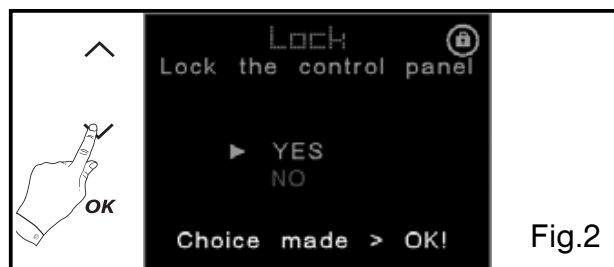 Lock
Lock the control panel
YES
NO
OK
Choice made > OK!
Fig.2